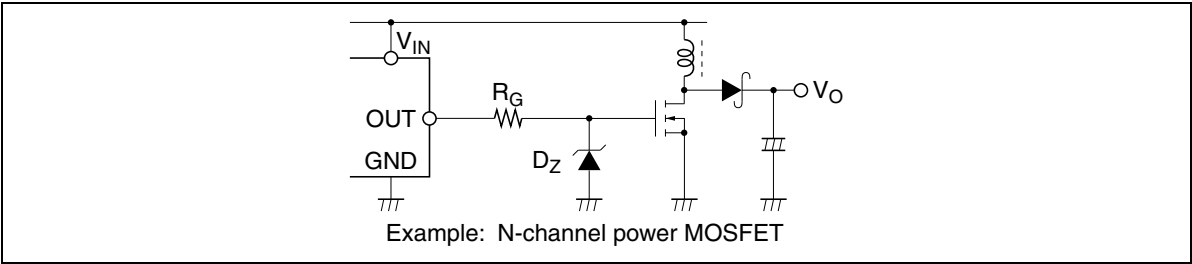 V_IN
R_G
V_O
OUT
GND
D_Z
Example: N-channel power MOSFET